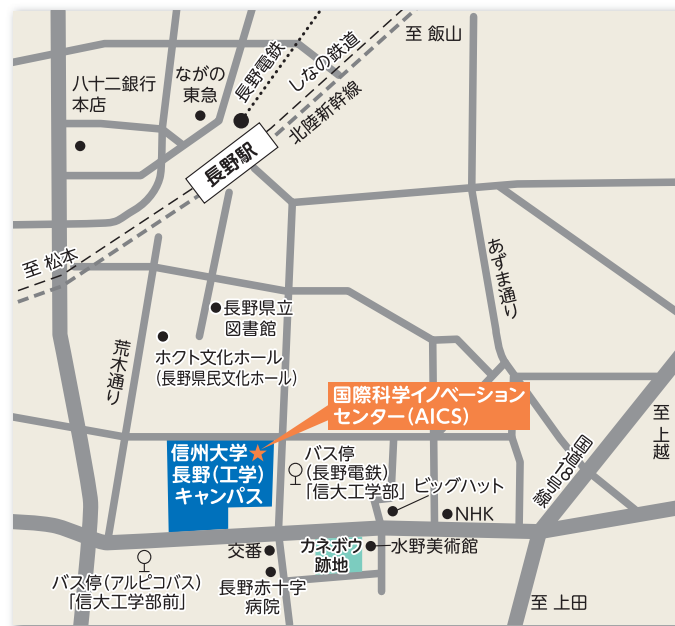 至 飯山
しなの鉄道
長野電鉄
北陸新幹線
ながの
東急
八十二銀行
本店
長野駅
至 松本
あずま通り
長野県立
図書館
ホクト文化ホール
(長野県民文化ホール)
荒木通り
国際科学イノベーション
センター(AICS)
至 上越
国道18号線
信州大学
長野(工学)
キャンパス
バス停
(長野電鉄)
「信大工学部」
ビッグハット
NHK
交番
カネボウ
跡地
水野美術館
バス停(アルピコバス)
「信大工学部前」
長野赤十字
病院
至 上田